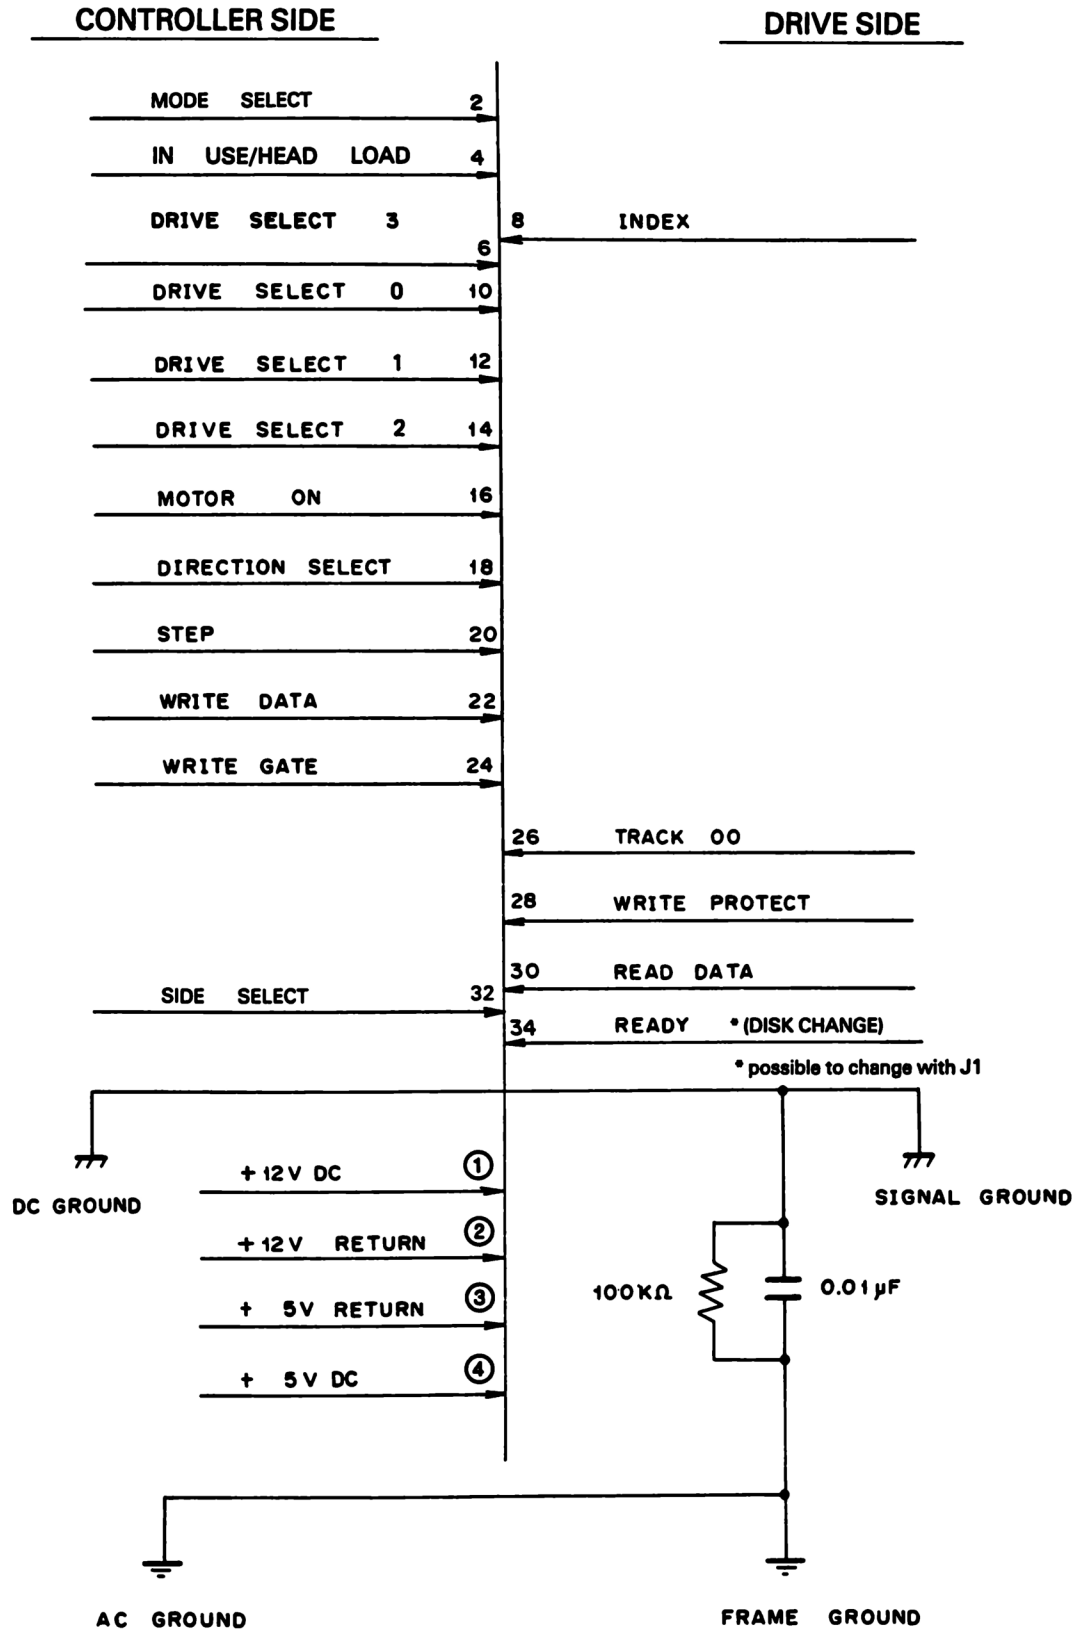 CONTROLLER SIDE
DRIVE SIDE
MODE SELECT 2
IN USE/HEAD LOAD 4
DRIVE SELECT 3
8 INDEX
6
DRIVE SELECT 0 10
DRIVE SELECT 1 12
DRIVE SELECT 2 14
MOTOR ON 16
DIRECTION SELECT 18
STEP 20
WRITE DATA 22
WRITE GATE 24
26 TRACK 00
28 WRITE PROTECT
30 READ DATA
SIDE SELECT 32
34 READY * (DISK CHANGE)
* possible to change with J1
DC GROUND
SIGNAL GROUND
+ 12V DC ①
+ 12V RETURN ②
+ 5V RETURN ③
+ 5V DC ④
100KΩ
0.01µF
AC GROUND
FRAME GROUND